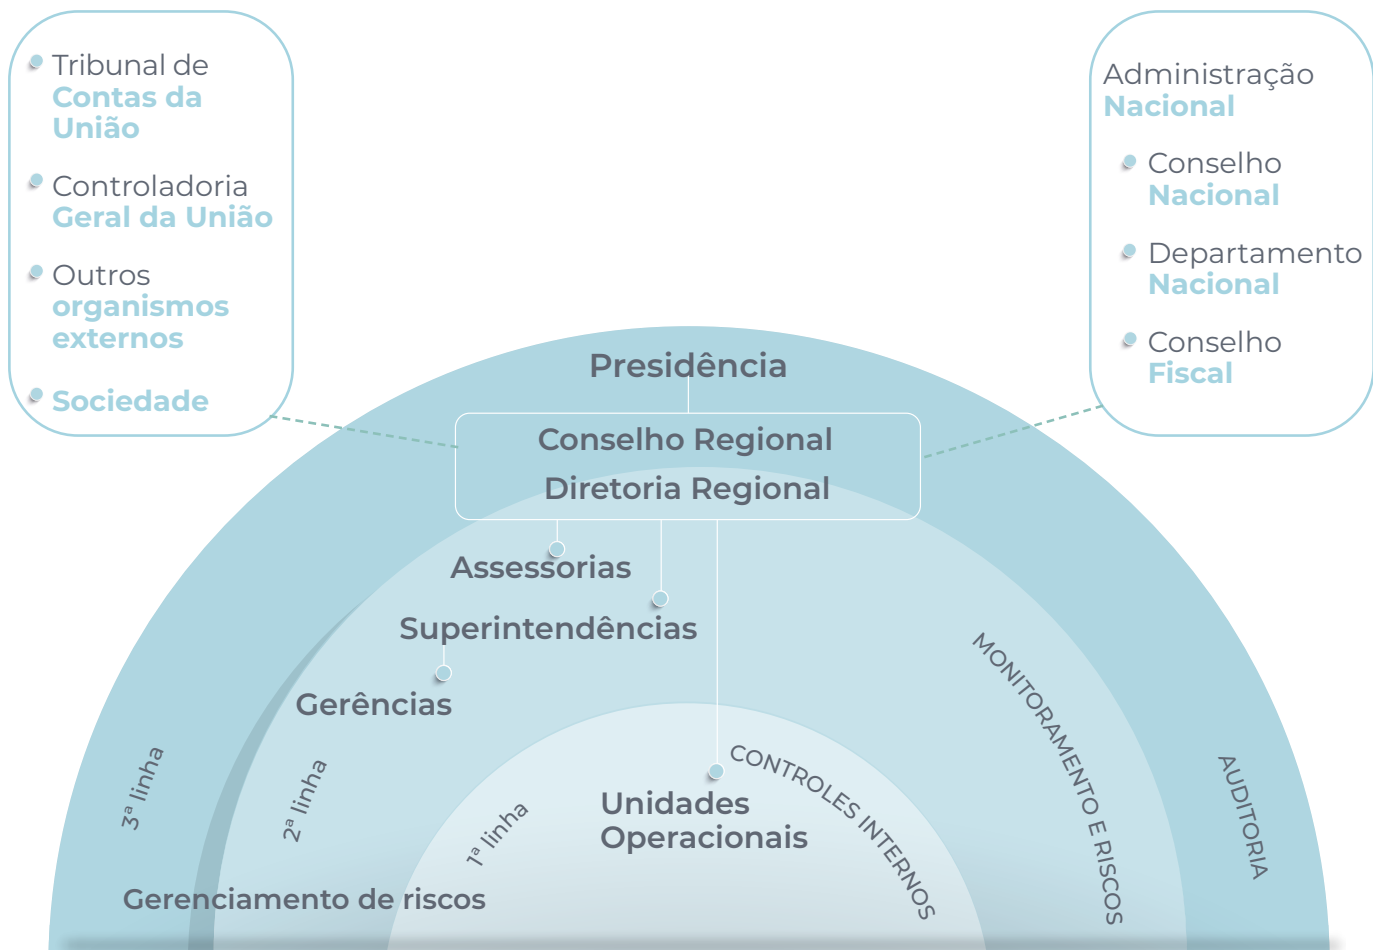 Tribunal de
Contas da
União
Controladoria
Geral da União
Outros
organismos
externos
Sociedade
Administração
Nacional
Conselho
Nacional
Departamento
Nacional
Conselho
Fiscal
Presidência
Conselho Regional
Diretoria Regional
Assessorias
Superintendências
Gerências
3ª linha
2ª linha
1ª linha
Unidades
Operacionais
CONTROLES INTERNOS
MONITORAMENTO E RISCOS
AUDITORIA
Gerenciamento de riscos